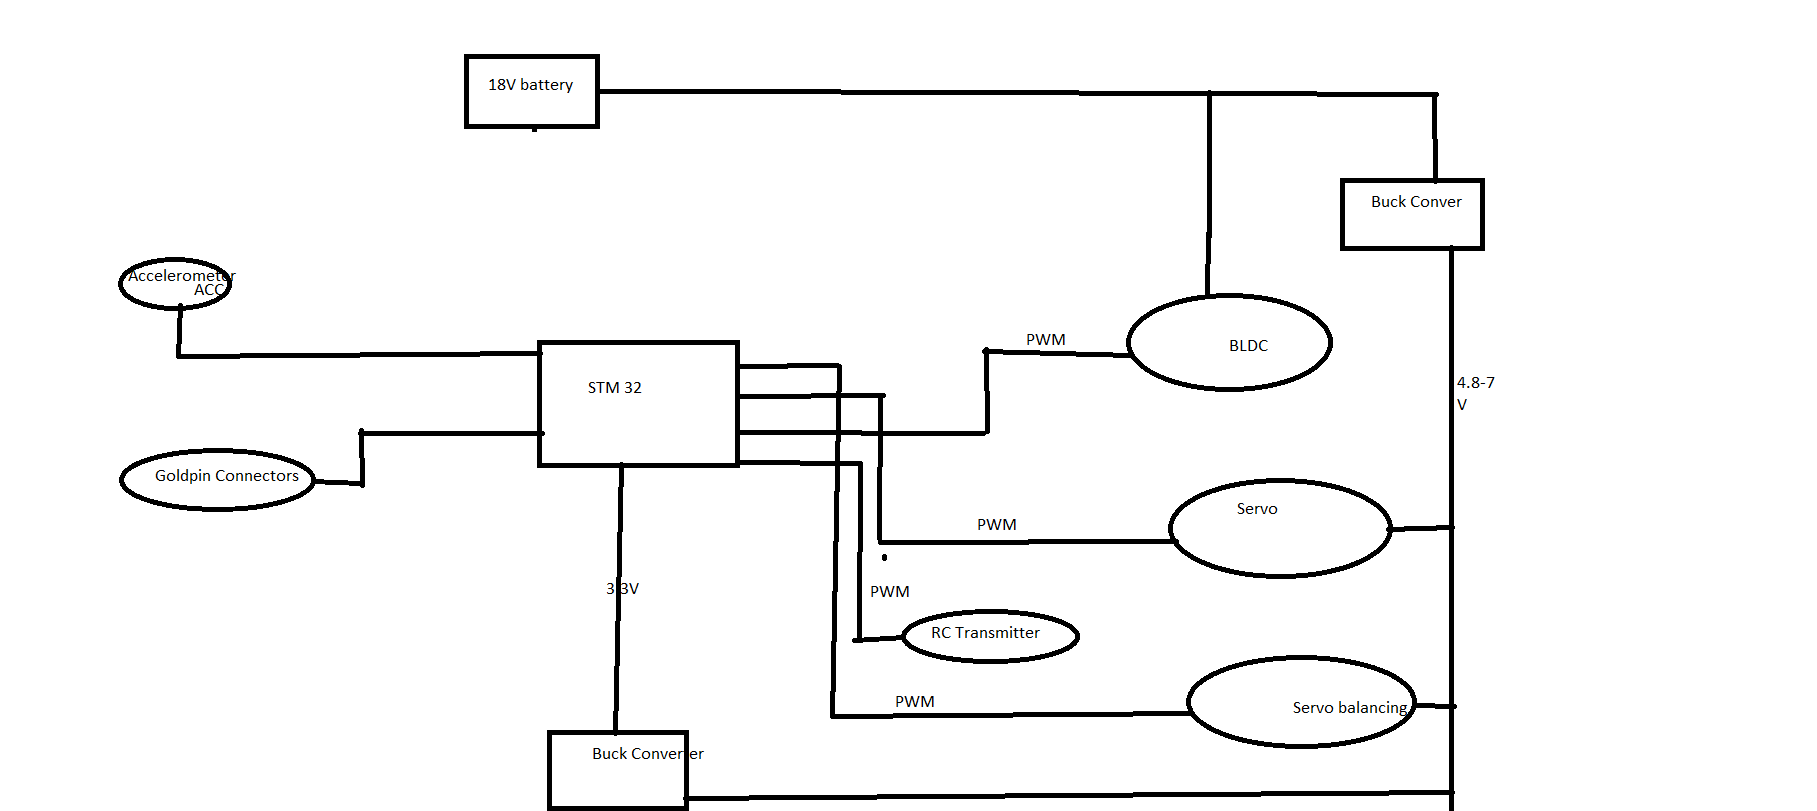 18V battery
Buck Conver
Accelerometer
ACC
PWM
BLDC
STM 32
4.8-7
V
Goldpin Connectors
Servo
PWM
3.3V
PWM
RC Transmitter
PWM
Servo balancing
Buck Converter